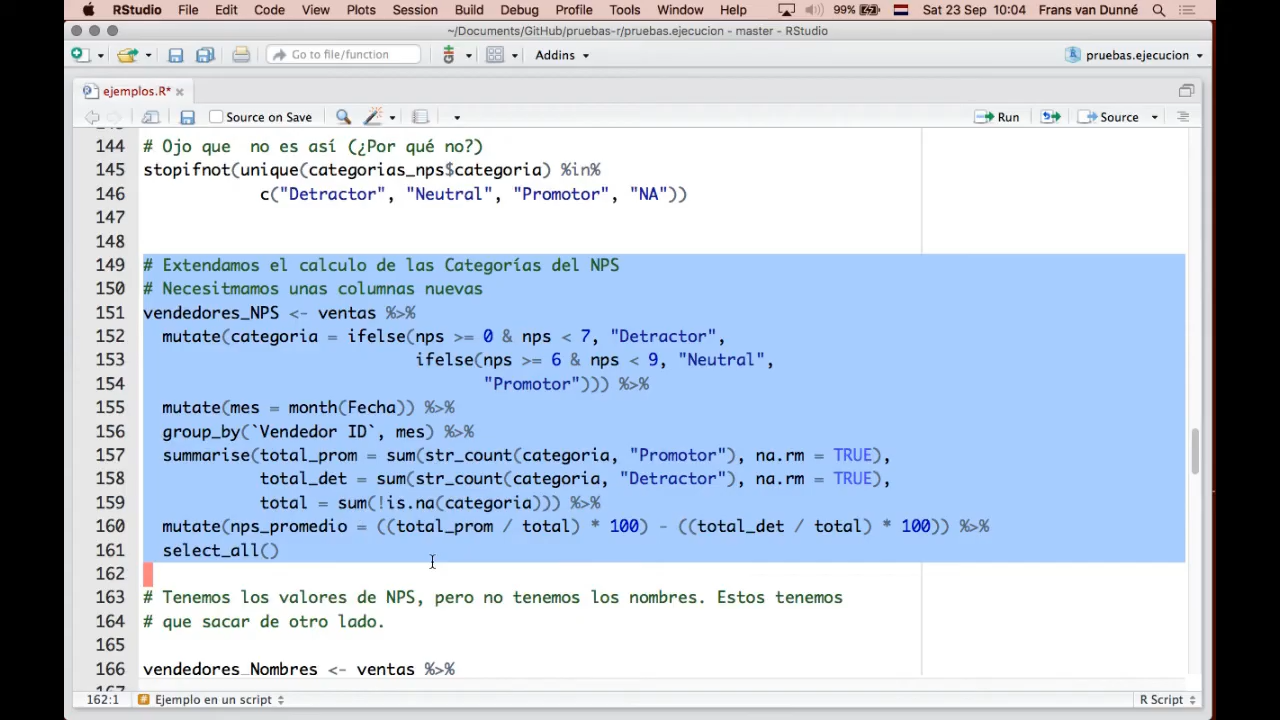 RStudio File Edit Code View Plots Session Build Debug Profile Tools Window Help 99% Sat 23 Sep 10:04 Frans van Dunné
~/Documents/GitHub/pruebas-r/pruebas.ejecucion - master - RStudio
Go to file/function Addins pruebas.ejecucion
ejemplos.R*
Source on Save Run Source
144 # Ojo que  no es así (¿Por qué no?)
145 stopifnot(unique(categorias_nps$categoria) %in%
146             c("Detractor", "Neutral", "Promotor", "NA"))
147
148
149 # Extendamos el calculo de las Categorías del NPS
150 # Necesitmamos unas columnas nuevas
151 vendedores_NPS <- ventas %>%
152   mutate(categoria = ifelse(nps >= 0 & nps < 7, "Detractor",
153                             ifelse(nps >= 6 & nps < 9, "Neutral",
154                                    "Promotor"))) %>%
155   mutate(mes = month(Fecha)) %>%
156   group_by(`Vendedor ID`, mes) %>%
157   summarise(total_prom = sum(str_count(categoria, "Promotor"), na.rm = TRUE),
158             total_det = sum(str_count(categoria, "Detractor"), na.rm = TRUE),
159             total = sum(!is.na(categoria))) %>%
160   mutate(nps_promedio = ((total_prom / total) * 100) - ((total_det / total) * 100)) %>%
161   select_all()
162
163 # Tenemos los valores de NPS, pero no tenemos los nombres. Estos tenemos
164 # que sacar de otro lado.
165
166 vendedores_Nombres <- ventas %>%
162:1 # Ejemplo en un script R Script